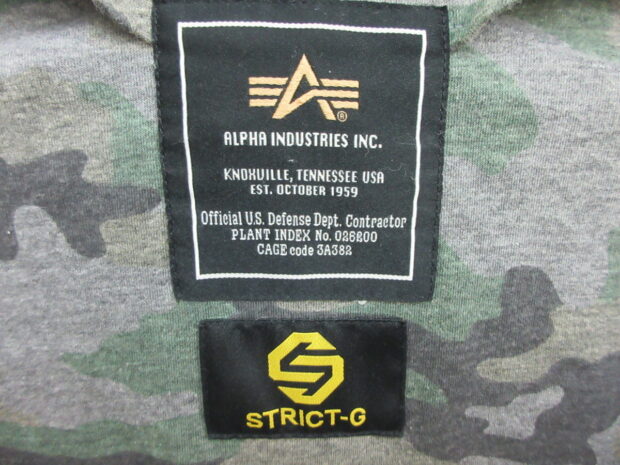 ®
ALPHA INDUSTRIES INC.
KNOXVILLE, TENNESSEE USA
EST. OCTOBER 1959
Official U.S. Defense Dept. Contractor
PLANT INDEX No. 026200
CAGE code 3A382
STRICT-G